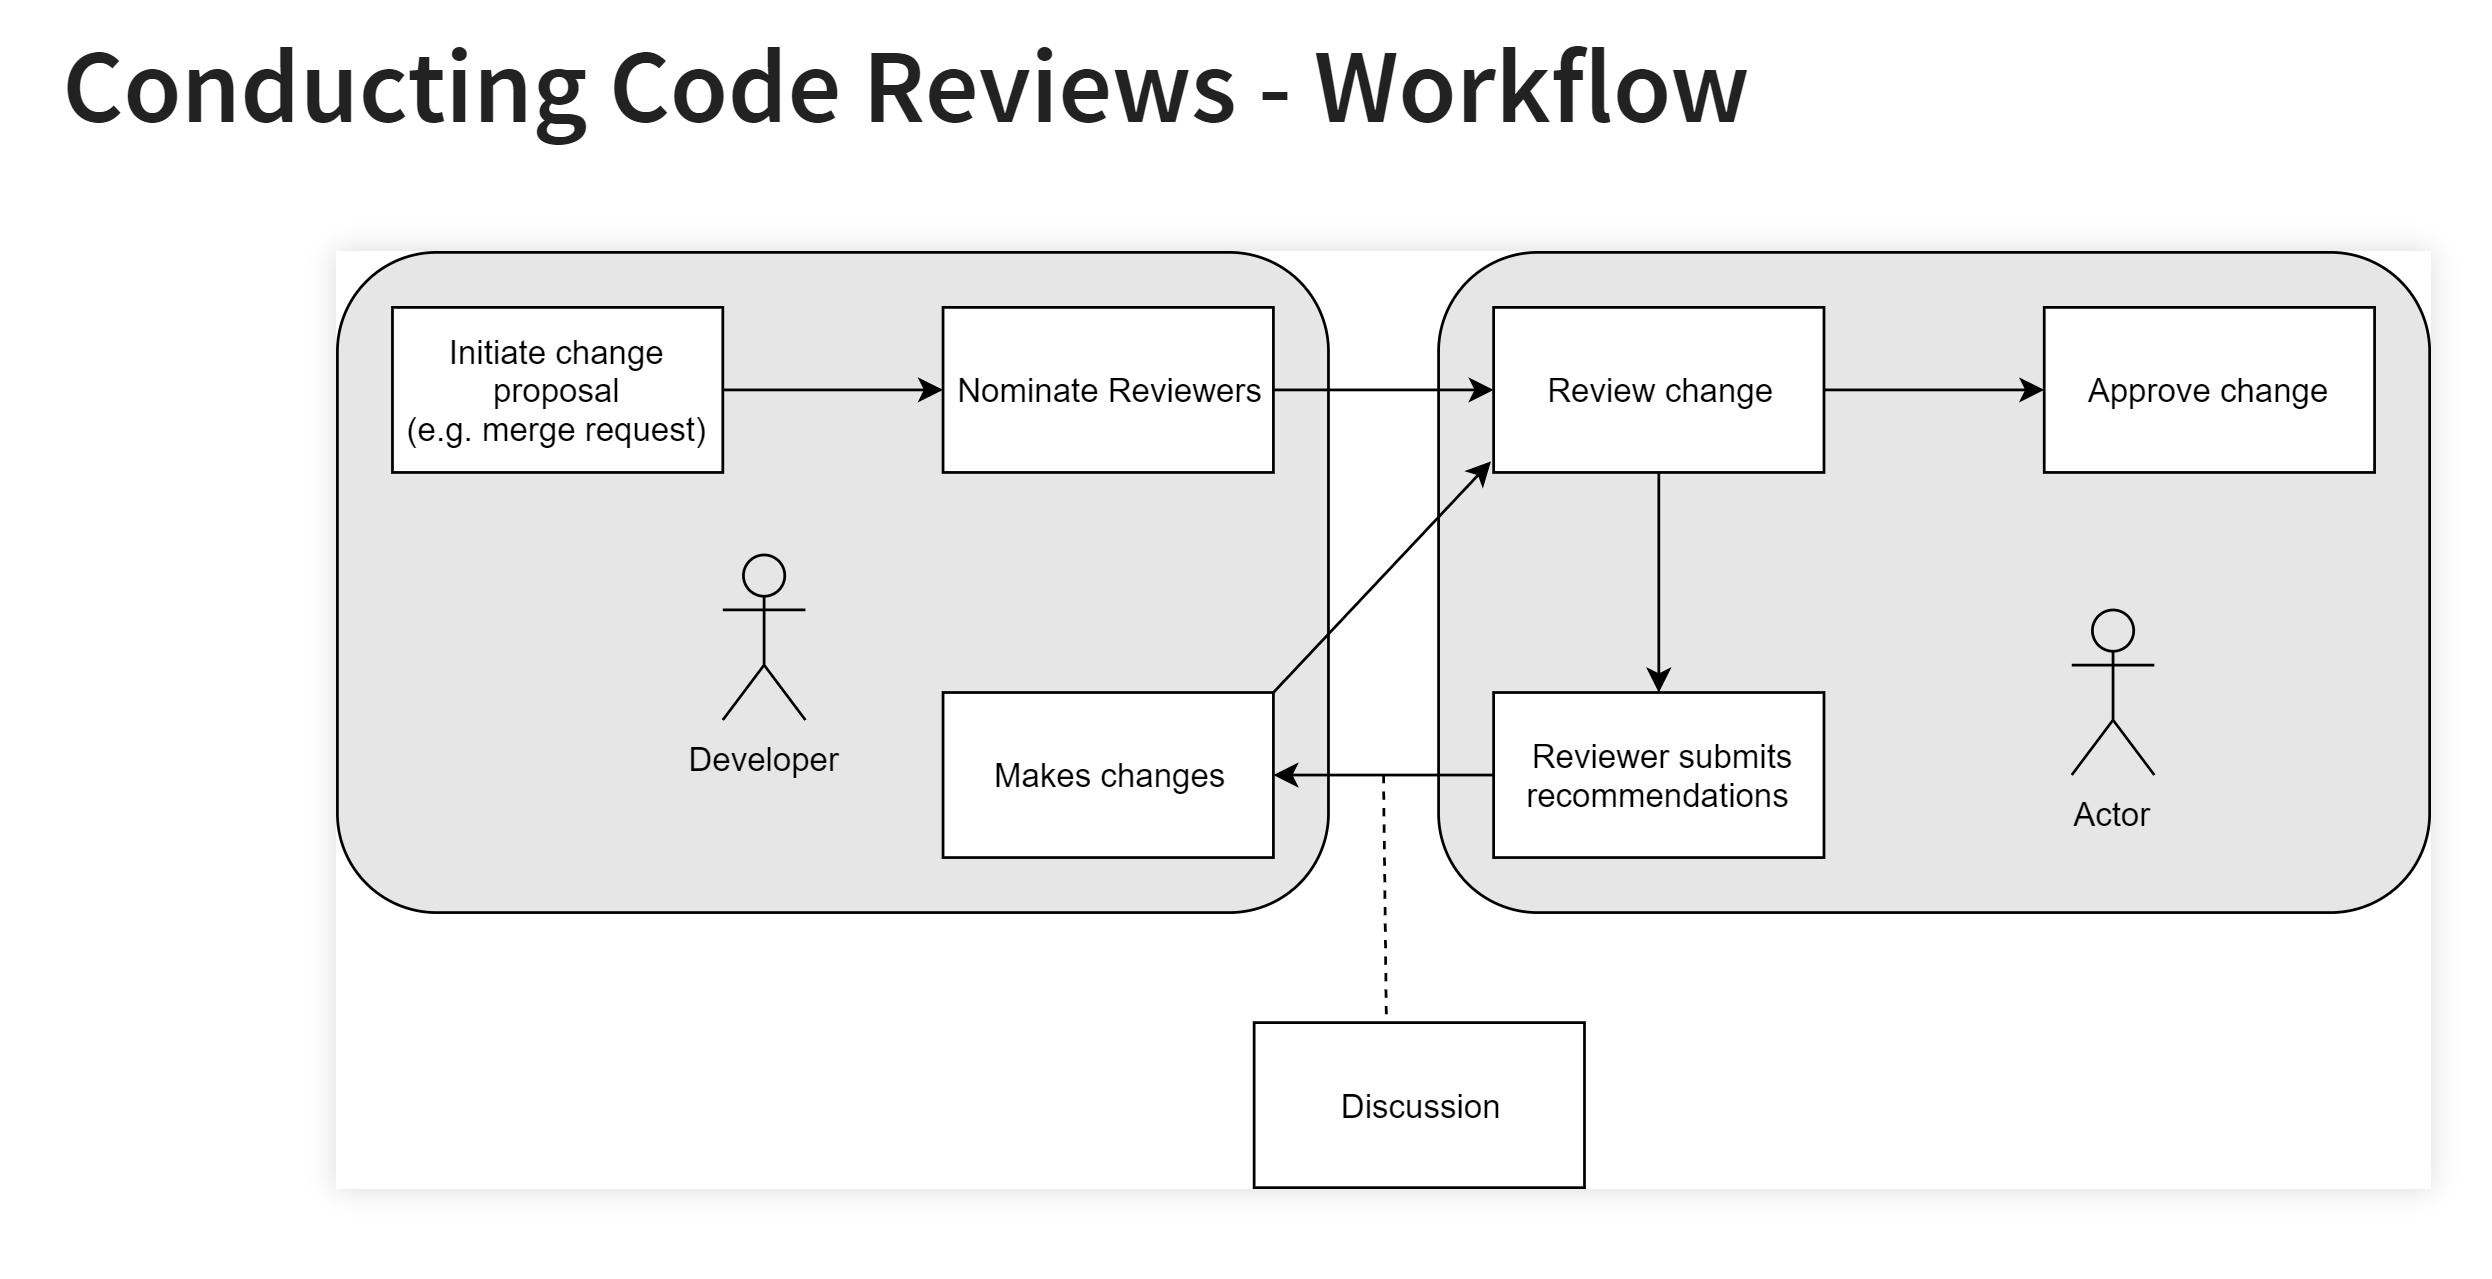 Conducting Code Reviews - Workflow
Initiate change
proposal
(e.g. merge request)
Nominate Reviewers
Review change
Approve change
Developer
Makes changes
Reviewer submits
recommendations
Actor
Discussion